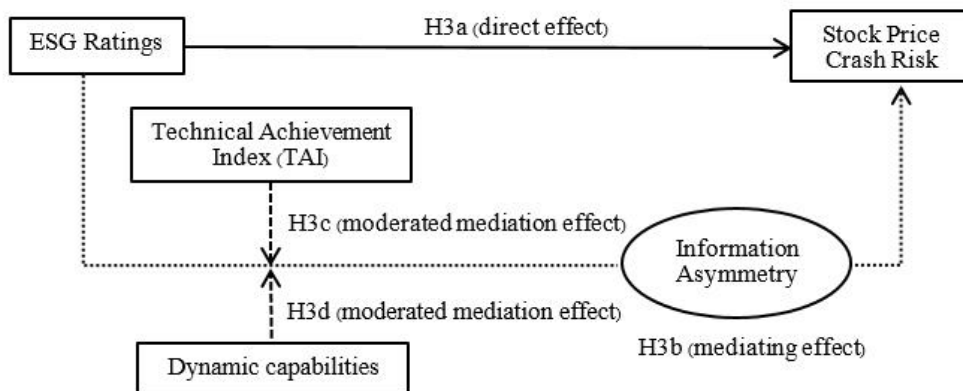 ESG Ratings
H3a (direct effect)
Stock Price
Crash Risk
Technical Achievement
Index (TAI)
H3c (moderated mediation effect)
Information
Asymmetry
H3d (moderated mediation effect)
H3b (mediating effect)
Dynamic capabilities